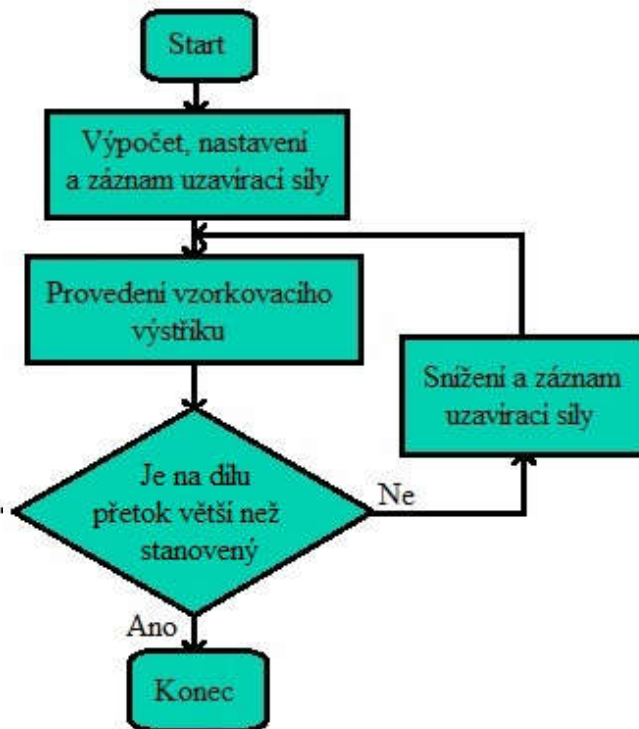 Start
Výpočet, nastavení
a záznam uzavírací síly
Provedení vzorkovacího
výstřiku
Snížení a záznam
uzavírací síly
Je na dílu
přetok větší než
stanovený
Ne
Ano
Konec